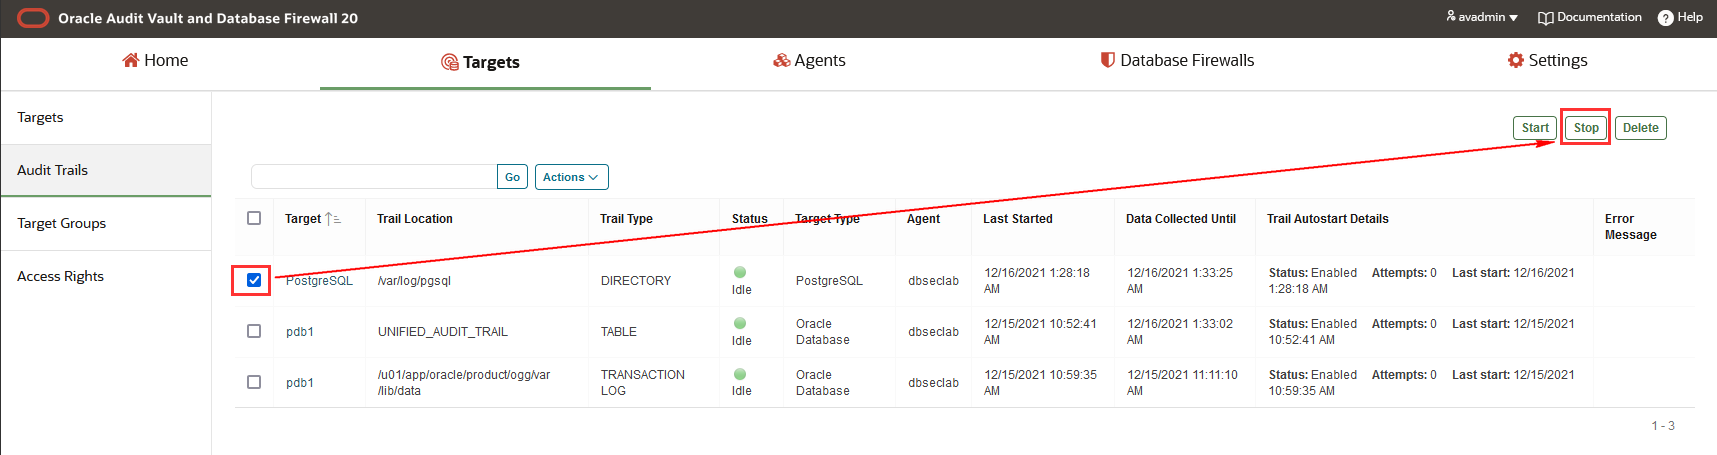 Oracle Audit Vault and Database Firewall 20
avadmin
Documentation
Help
Home
Targets
Agents
Database Firewalls
Settings
Targets
Audit Trails
Target Groups
Access Rights
Start
Stop
Delete
Go
Actions
Target
Trail Location
Trail Type
Status
Target Type
Agent
Last Started
Data Collected Until
Trail Autostart Details
Error
Message
PostgreSQL
/var/log/pgsql
DIRECTORY
Idle
PostgreSQL
dbseclab
12/16/2021 1:28:18
AM
12/16/2021 1:33:25
AM
Status: Enabled Attempts: 0 Last start: 12/16/2021
1:28:18 AM
pdb1
UNIFIED_AUDIT_TRAIL
TABLE
Idle
Oracle
Database
dbseclab
12/15/2021 10:52:41
AM
12/16/2021 1:33:02
AM
Status: Enabled Attempts: 0 Last start: 12/15/2021
10:52:41 AM
pdb1
/u01/app/oracle/product/ogg/var
/lib/data
TRANSACTION
LOG
Idle
Oracle
Database
dbseclab
12/15/2021 10:59:35
AM
12/15/2021 11:11:10
AM
Status: Enabled Attempts: 0 Last start: 12/15/2021
10:59:35 AM
1 - 3